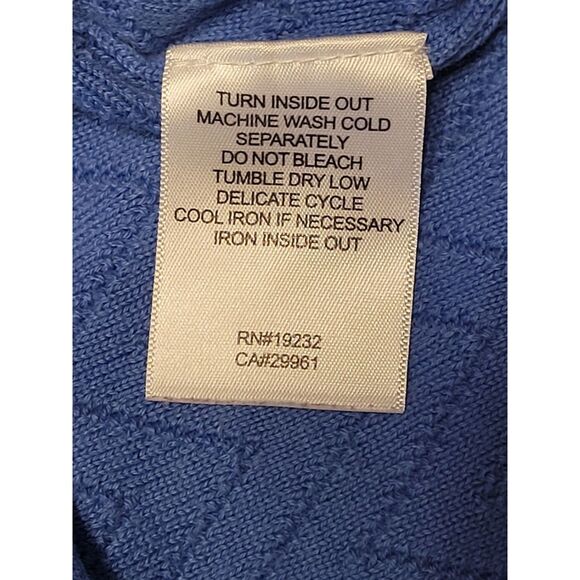 TURN INSIDE OUT
MACHINE WASH COLD
SEPARATELY
DO NOT BLEACH
TUMBLE DRY LOW
DELICATE CYCLE
COOL IRON IF NECESSARY
IRON INSIDE OUT
RN#19232
CA#29961